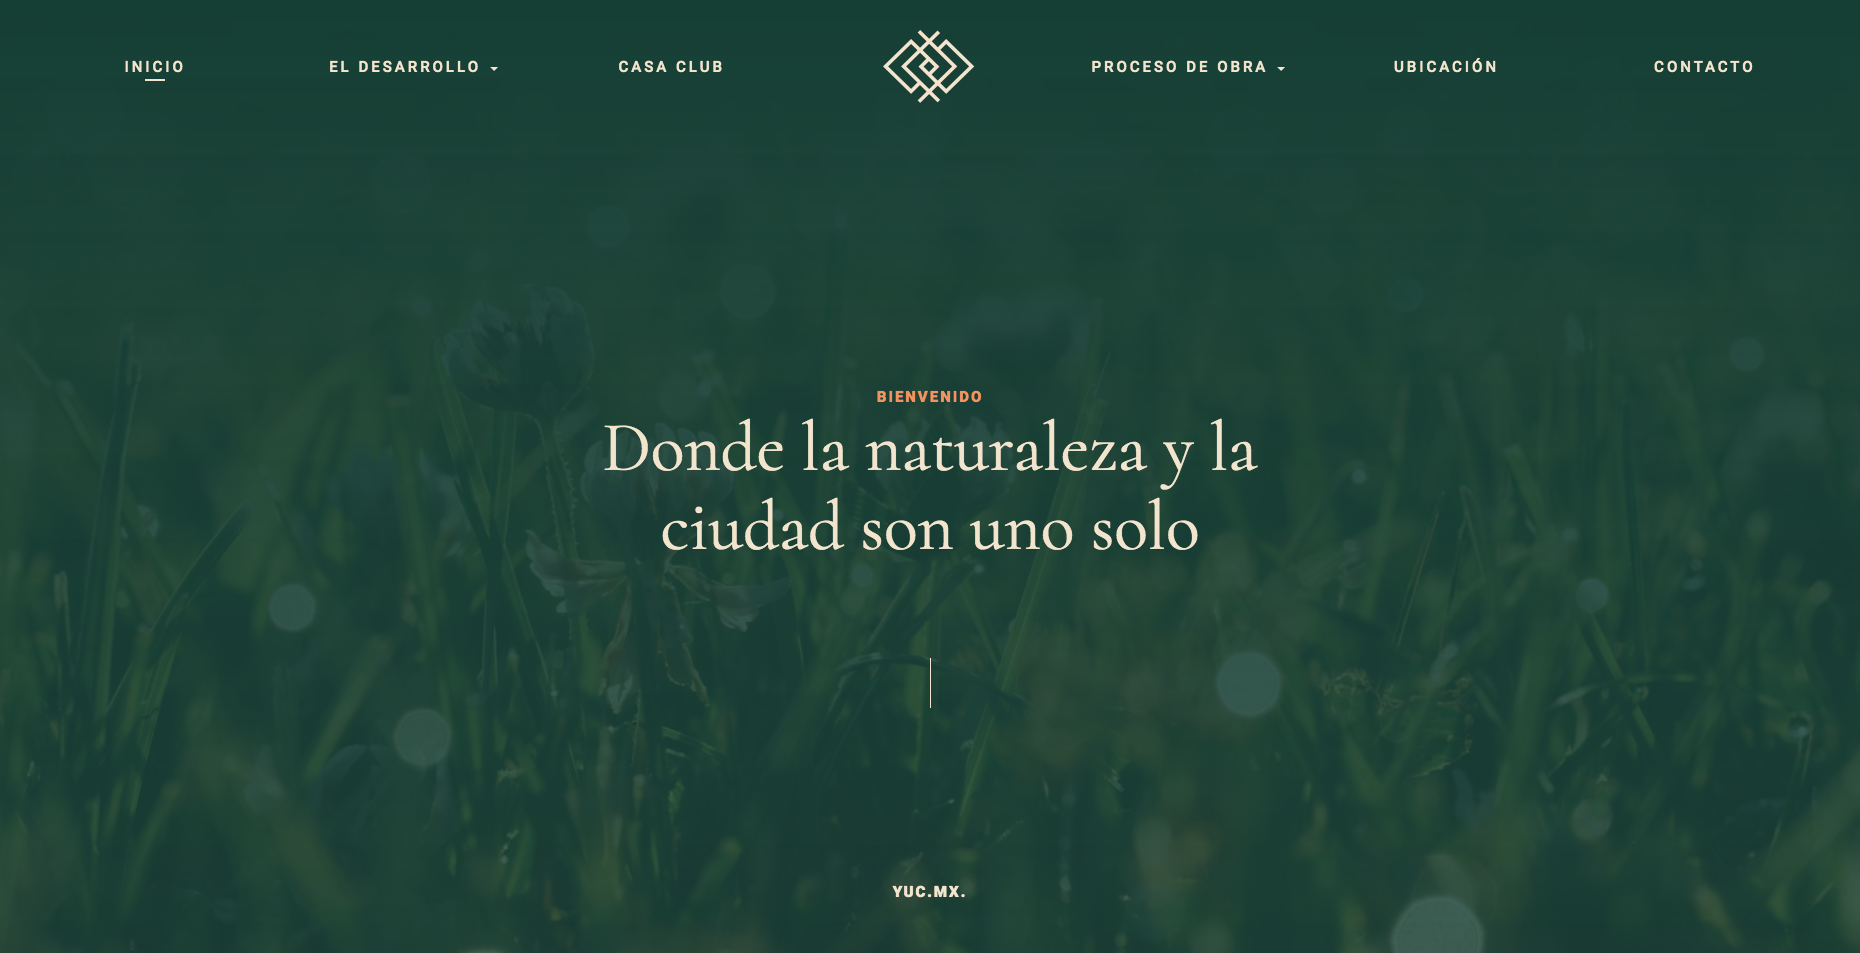 INICIO
EL DESARROLLO
CASA CLUB
PROCESO DE OBRA
UBICACIÓN
CONTACTO
BIENVENIDO
Donde la naturaleza y la
ciudad son uno solo
YUC.MX.